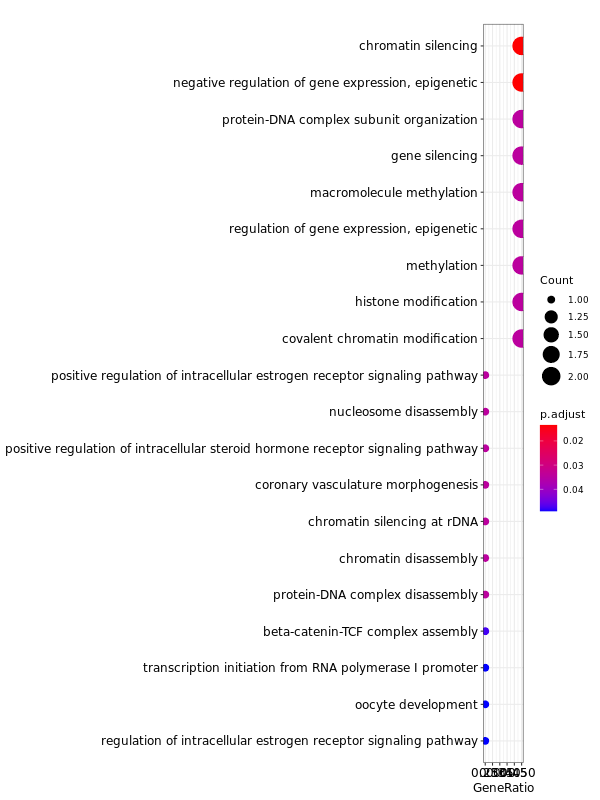 chromatin silencing
negative regulation of gene expression, epigenetic
protein-DNA complex subunit organization
gene silencing
macromolecule methylation
regulation of gene expression, epigenetic
methylation
histone modification
covalent chromatin modification
positive regulation of intracellular estrogen receptor signaling pathway
nucleosome disassembly
positive regulation of intracellular steroid hormone receptor signaling pathway
coronary vasculature morphogenesis
chromatin silencing at rDNA
chromatin disassembly
protein-DNA complex disassembly
beta-catenin-TCF complex assembly
transcription initiation from RNA polymerase I promoter
oocyte development
regulation of intracellular estrogen receptor signaling pathway
GeneRatio
Count
1.00
1.25
1.50
1.75
2.00
p.adjust
0.02
0.03
0.04